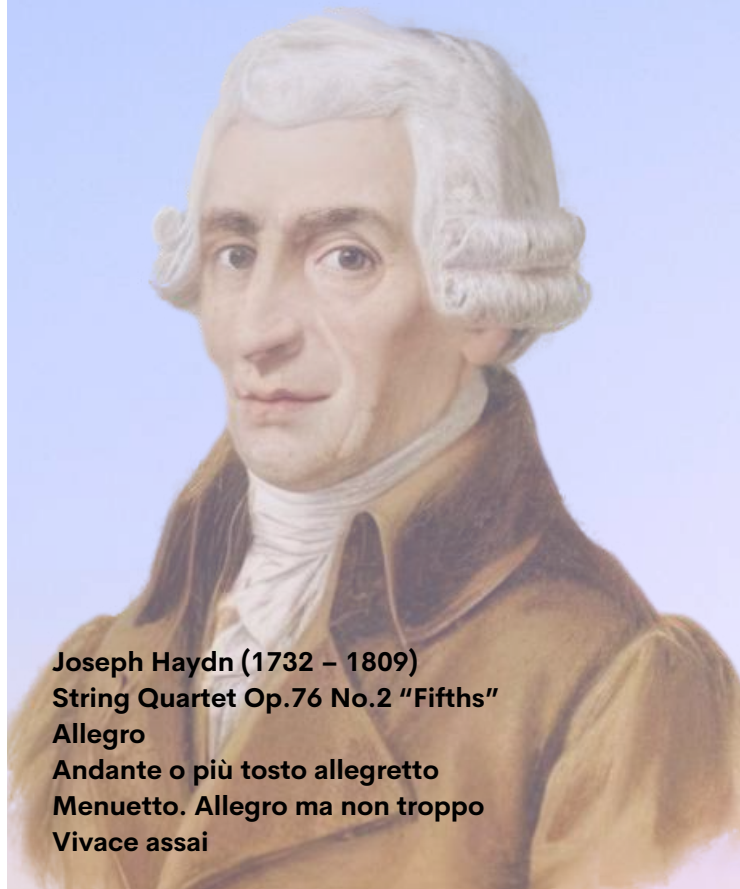 Joseph Haydn (1732 – 1809)
String Quartet Op.76 No.2 “Fifths”
Allegro
Andante o più tosto allegretto
Menuetto. Allegro ma non troppo
Vivace assai